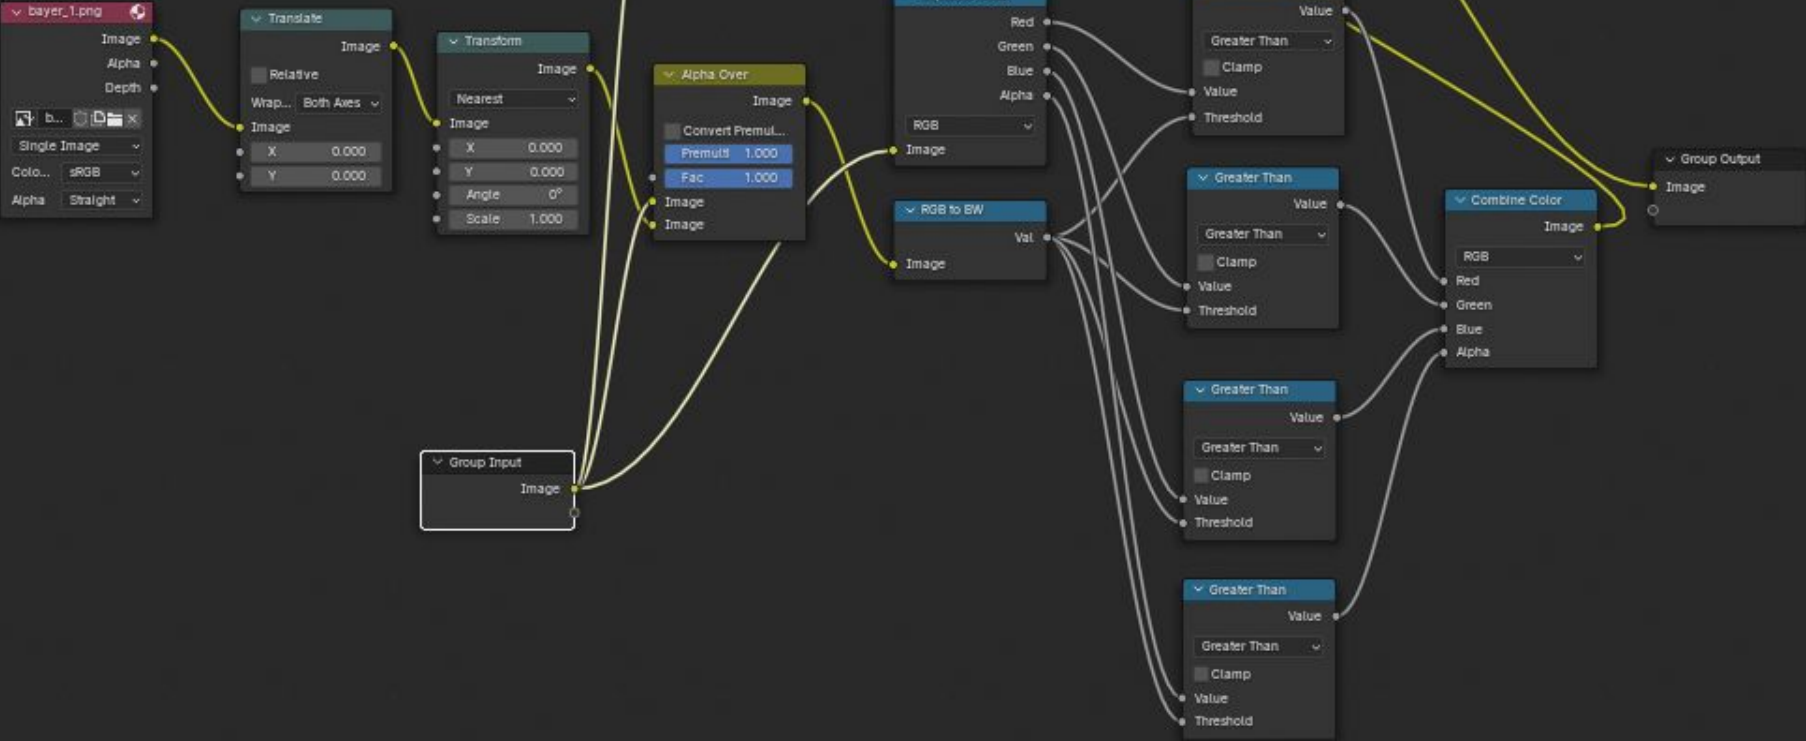 bayer_1.png
Image
Alpha
Depth
b...
Single Image
Colo... sRGB
Alpha Straight
Translate
Image
Relative
Wrap... Both Axes
Image
X 0.000
Y 0.000
Transform
Image
Nearest
Image
X 0.000
Y 0.000
Angle 0°
Scale 1.000
Alpha Over
Image
Convert Premul...
Premulti 1.000
Fac 1.000
Image
Image
Group Input
Image
Red
Green
Blue
Alpha
RGB
Image
RGB to BW
Val
Image
Value
Greater Than
Clamp
Value
Threshold
Greater Than
Value
Greater Than
Clamp
Value
Threshold
Greater Than
Value
Greater Than
Clamp
Value
Threshold
Greater Than
Value
Greater Than
Clamp
Value
Threshold
Combine Color
Image
RGB
Red
Green
Blue
Alpha
Group Output
Image